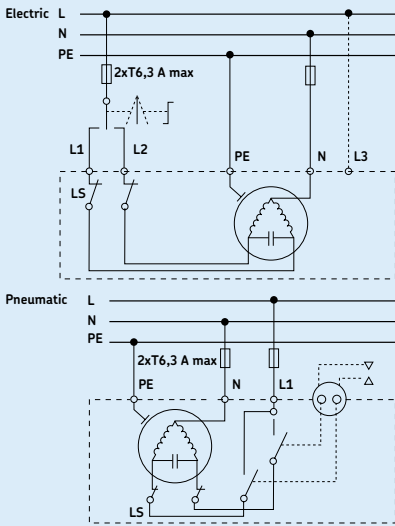 Electric L
N
PE
2xT6,3 A max
L1 L2 PE N L3
LS
Pneumatic L
N
PE
2xT6,3 A max
PE N L1
LS